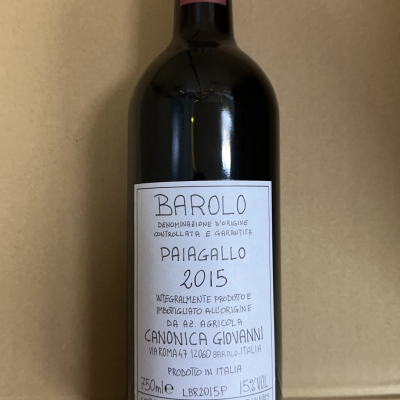 BAROLO
DENOMINAZIONE D'ORIGINE
CONTROLLATA E GARANTITA
PAIAGALLO
2015
INTEGRALMENTE PRODOTTO E
IMBOTTIGLIATO ALL'ORIGINE
DA AZ. AGRICOLA
CANONICA GIOVANNI
VIA ROMA 47 12060 BAROLO-ITALIA
PRODOTTO IN ITALIA
750ml e LBR2015P 15%VOL